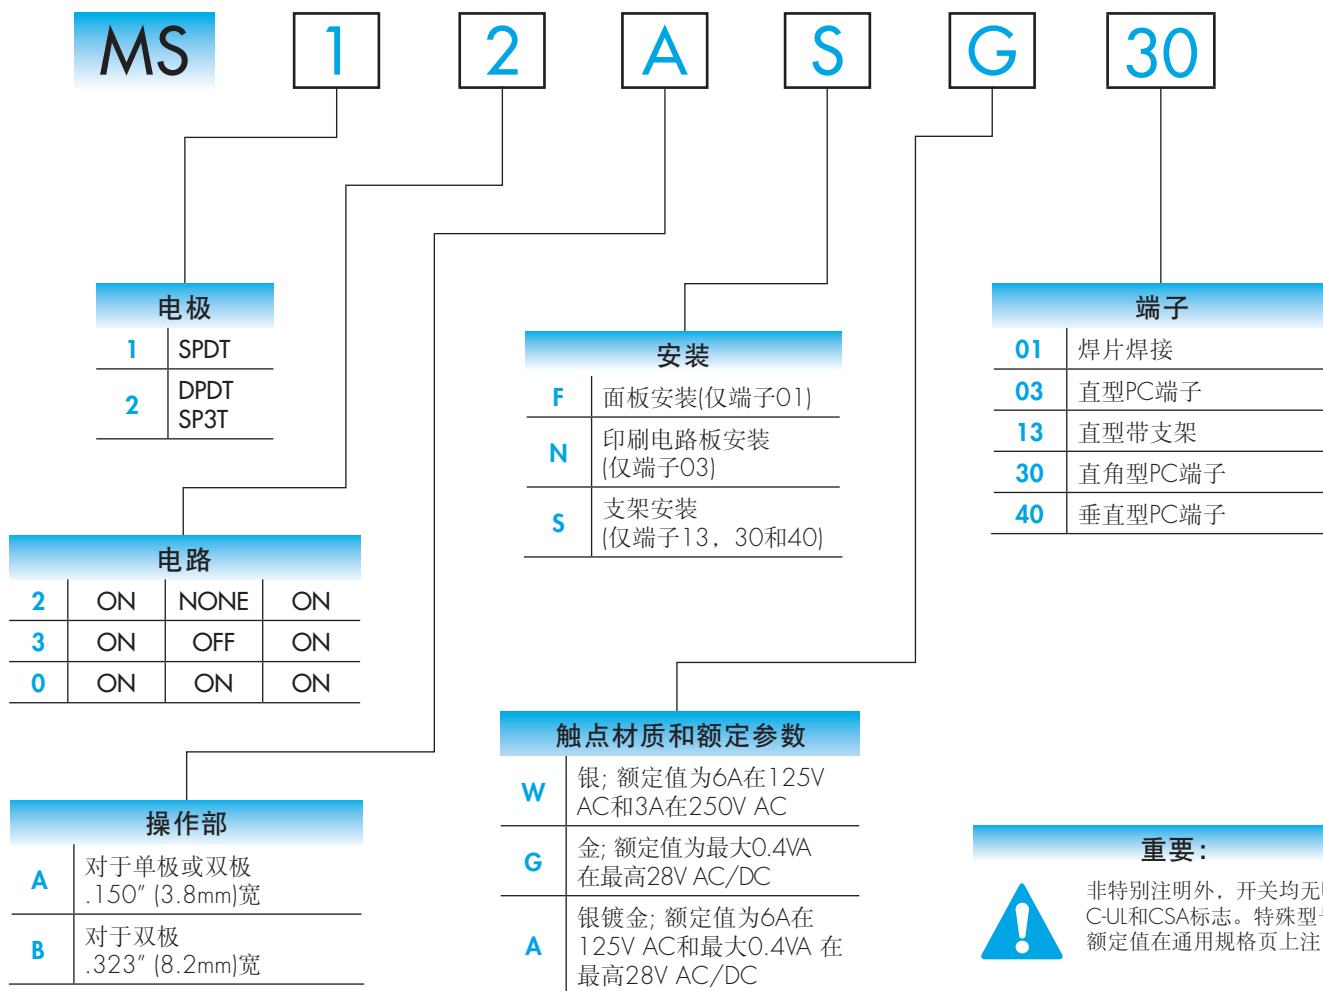 MS 1 2 A S G 30
电极
1 SPDT
2 DPDT
SP3T
电路
2 ON NONE ON
3 ON OFF ON
0 ON ON ON
操作部
A 对于单极或双极
.150″ (3.8mm)宽
B 对于双极
.323″ (8.2mm)宽
安装
F 面板安装(仅端子01)
N 印刷电路板安装
(仅端子03)
S 支架安装
(仅端子13，30和40)
触点材质和额定参数
W 银; 额定值为6A在125V
AC和3A在250V AC
G 金; 额定值为最大0.4VA
在最高28V AC/DC
A 银镀金; 额定值为6A在
125V AC和最大0.4VA 在
最高28V AC/DC
端子
01 焊片焊接
03 直型PC端子
13 直型带支架
30 直角型PC端子
40 垂直型PC端子
重要:
非特别注明外，开关均无
C-UL和CSA标志。特殊型
额定值在通用规格页上注